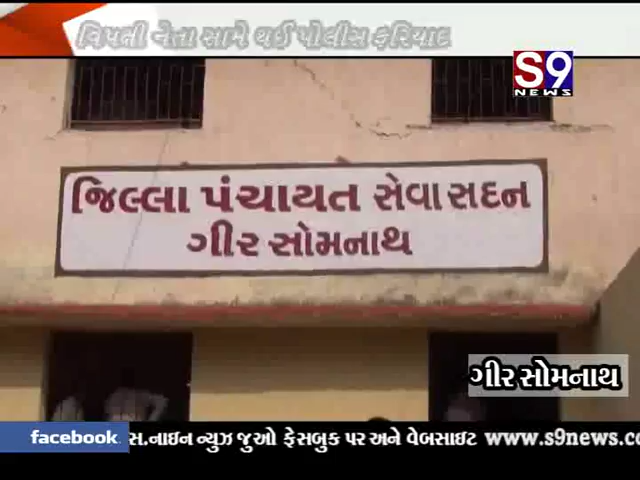 વિપક્ષી નેતા સામે થઈ પોલીસ ફરિયાદ
S9
NEWS
જિલ્લા પંચાયત સેવાસદન
ગીર સોમનાથ
ગીર સોમનાથ
facebook
સ.નાઇન ન્યુઝ જુઓ ફેસબુક પર અને વેબસાઇટ www.s9news.co